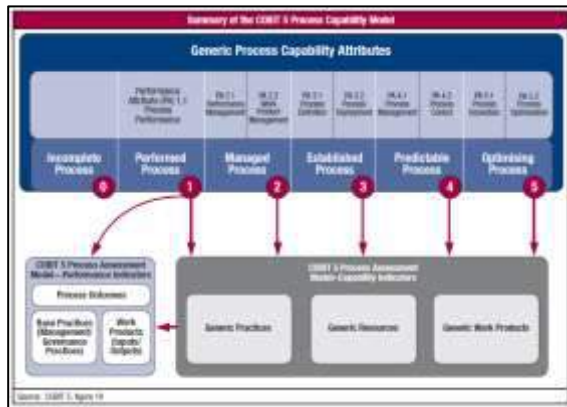 Summary of the COBIT 5 Process Capability Model
Generic Process Capability Attributes
Performance
Attribute (PA) 1.1
Process
Performance
PA 2.1
Performance
Management
PA 2.2
Work
Product
Management
PA 3.1
Process
Definition
PA 3.2
Process
Deployment
PA 4.1
Process
Management
PA 4.2
Process
Control
PA 5.1
Process
Innovation
PA 5.2
Process
Optimisation
Incomplete
Process
Performed
Process
Managed
Process
Established
Process
Predictable
Process
Optimising
Process
0
1
2
3
4
5
COBIT 5 Process Assessment
Model–Performance Indicators
Process Outcomes
Base Practices
(Management/
Governance
Practices)
Work
Products
(Inputs/
Outputs)
COBIT 5 Process Assessment
Model–Capability Indicators
Generic Practices
Generic Resources
Generic Work Products
Source: COBIT 5, figure 19